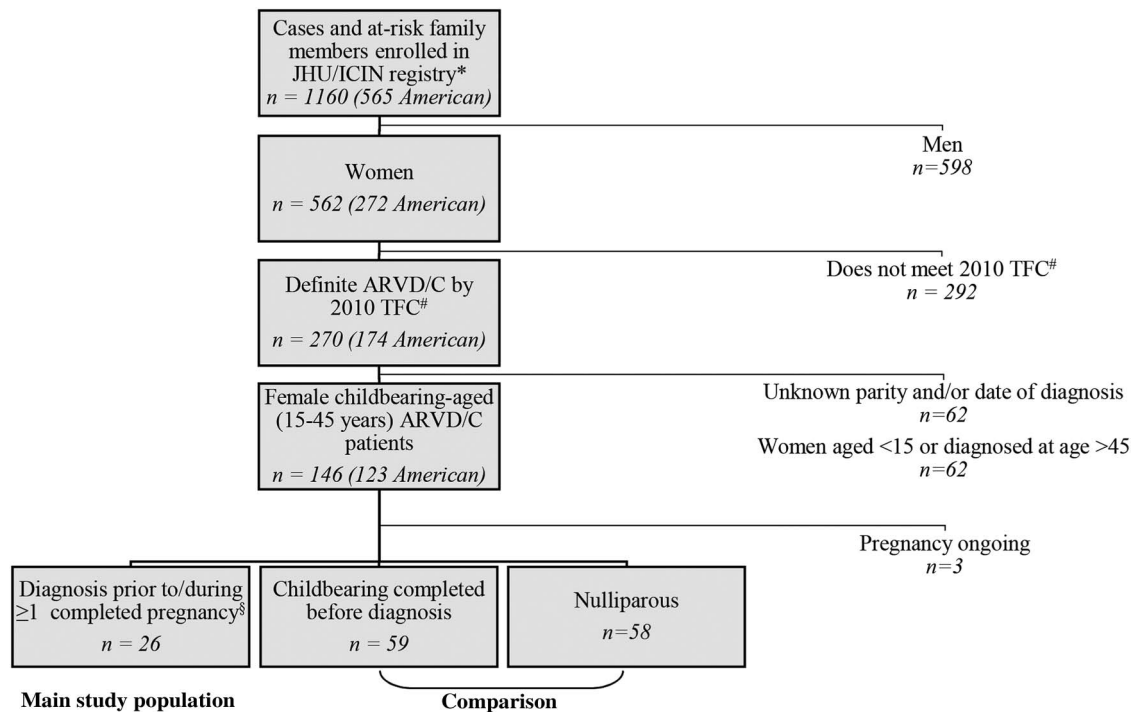 Cases and at-risk family
members enrolled in
JHU/ICIN registry*
n = 1160 (565 American)
Men
n=598
Women
n = 562 (272 American)
Does not meet 2010 TFC#
n = 292
Definite ARVD/C by
2010 TFC#
n = 270 (174 American)
Unknown parity and/or date of diagnosis
n=62
Women aged <15 or diagnosed at age >45
n=62
Female childbearing-aged
(15-45 years) ARVD/C
patients
n = 146 (123 American)
Pregnancy ongoing
n=3
Diagnosis prior to/during
≥1 completed pregnancy§
n = 26
Childbearing completed
before diagnosis
n = 59
Nulliparous
n=58
Main study population
Comparison